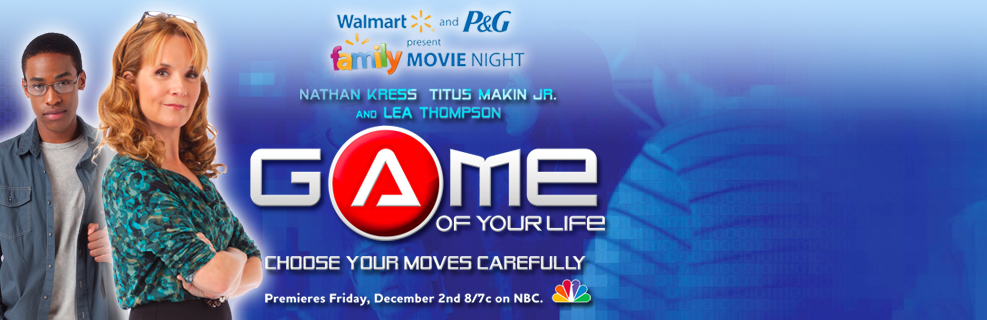 Walmart and P&G
present
family MOVIE NIGHT
NATHAN KRESS TITUS MAKIN JR.
AND LEA THOMPSON
GAME
OF YOUR LIFE
CHOOSE YOUR MOVES CAREFULLY
Premieres Friday, December 2nd 8/7c on NBC.